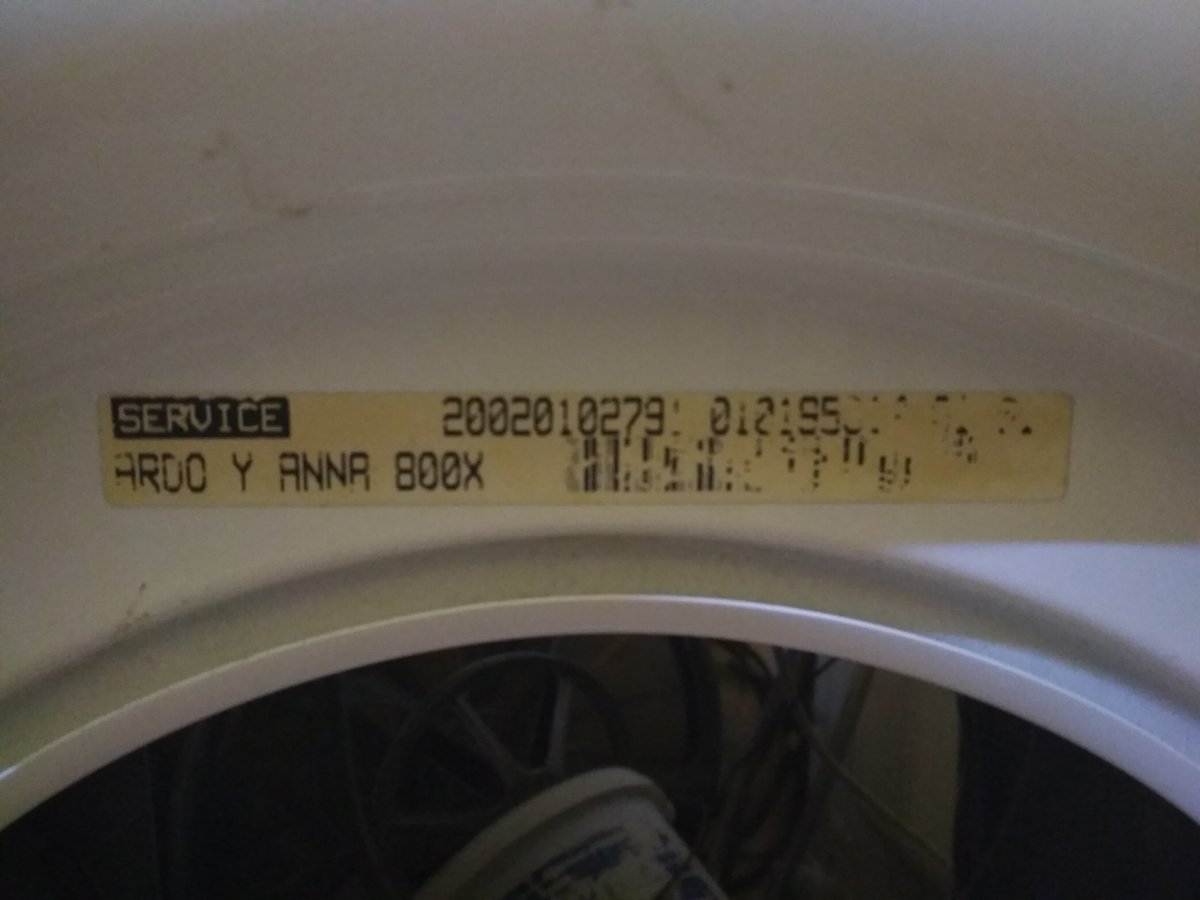 SERVICE 2002010279
ARDO Y ANNA 800X